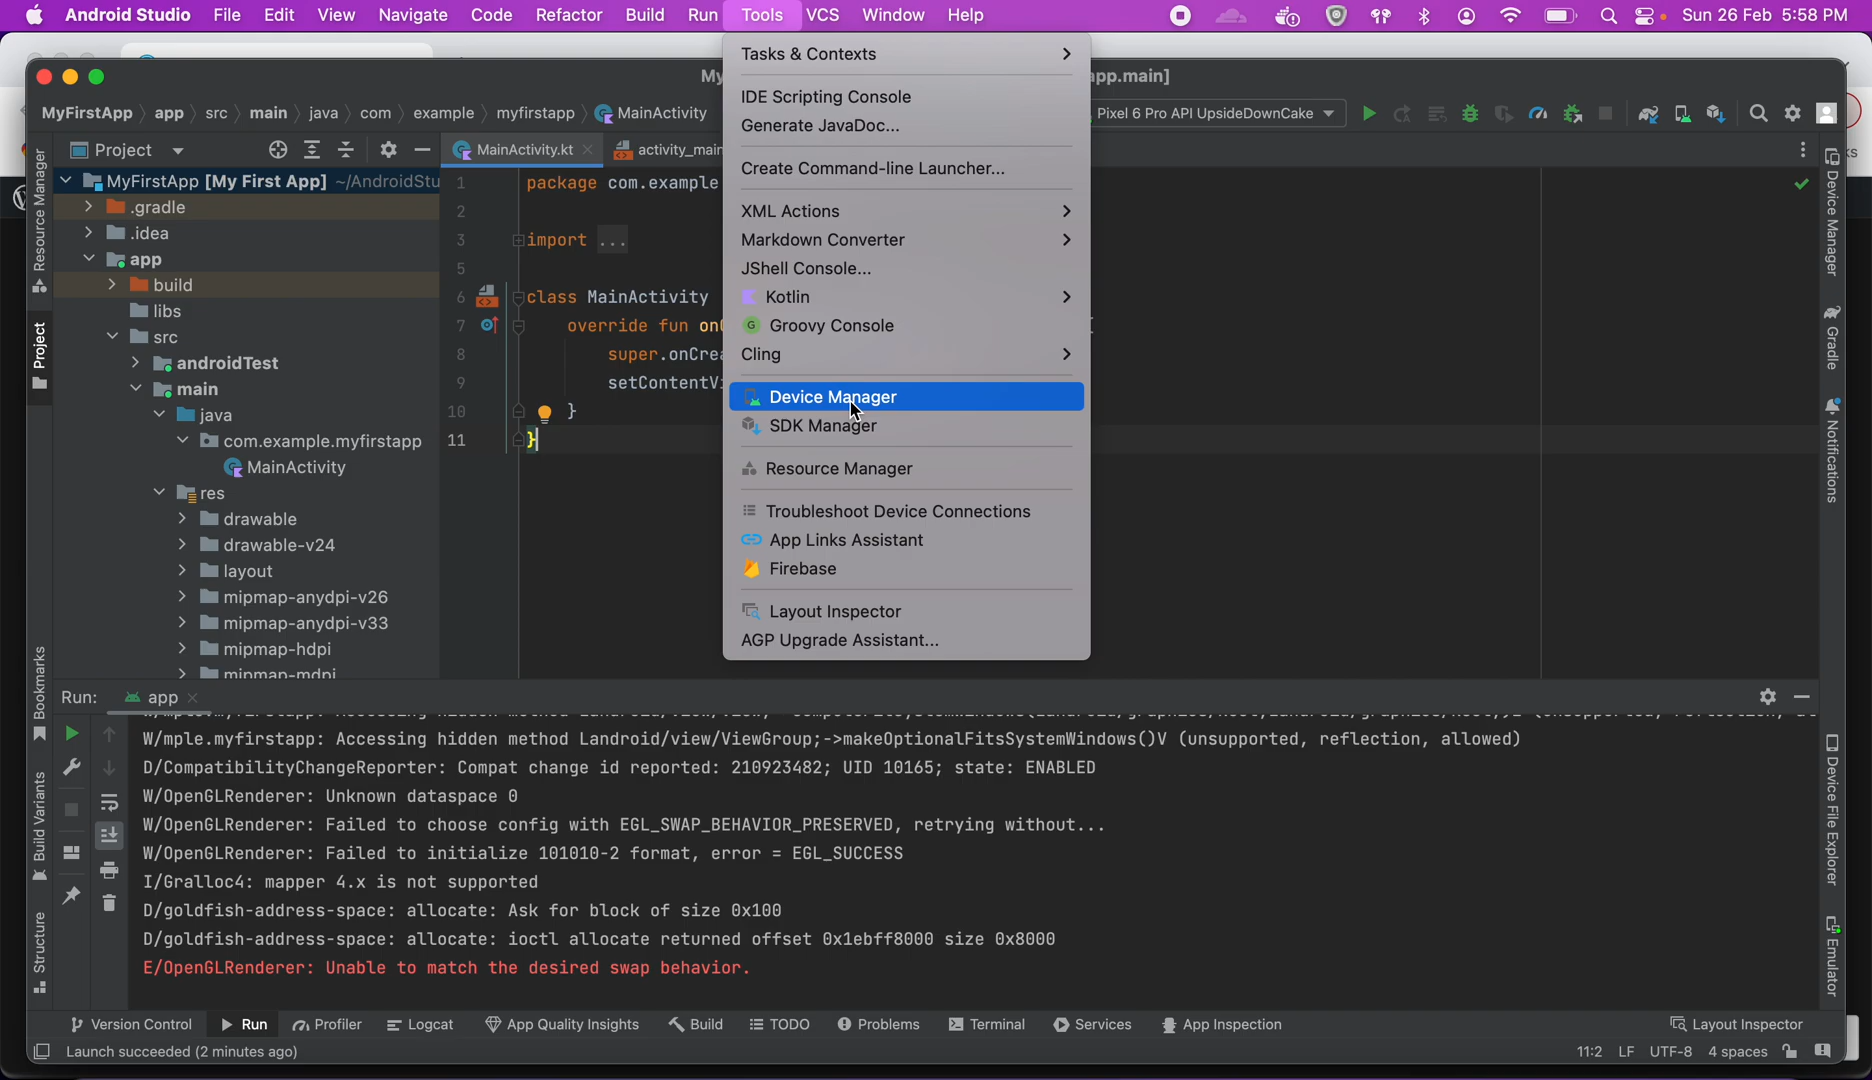 Android Studio File Edit View Navigate Code Refactor Build Run Tools VCS Window Help Sun 26 Feb 5:58 PM
app.main]
MyFirstApp app src main java com example myfirstapp MainActivity Pixel 6 Pro API UpsideDownCake
Project MainActivity.kt activity_main
MyFirstApp [My First App] ~/AndroidStu
.gradle
.idea
app
build
libs
src
androidTest
main
java
com.example.myfirstapp
MainActivity
res
drawable
drawable-v24
layout
mipmap-anydpi-v26
mipmap-anydpi-v33
mipmap-hdpi
mipmap-mdpi
1 package com.example
2
3 import ...
5
6 class MainActivity
7 override fun onC
8 super.onCrea
9 setContentVi
10 }
11 }
Tasks & Contexts
IDE Scripting Console
Generate JavaDoc...
Create Command-line Launcher...
XML Actions
Markdown Converter
JShell Console...
Kotlin
G Groovy Console
Cling
Device Manager
SDK Manager
Resource Manager
Troubleshoot Device Connections
App Links Assistant
Firebase
Layout Inspector
AGP Upgrade Assistant...
Resource Manager
Project
Bookmarks
Build Variants
Structure
Device Manager
Gradle
Notifications
Device File Explorer
Emulator
Run: app
W/mple.myfirstapp: Accessing hidden method Landroid/view/ViewGroup;->makeOptionalFitsSystemWindows()V (unsupported, reflection, allowed)
D/CompatibilityChangeReporter: Compat change id reported: 210923482; UID 10165; state: ENABLED
W/OpenGLRenderer: Unknown dataspace 0
W/OpenGLRenderer: Failed to choose config with EGL_SWAP_BEHAVIOR_PRESERVED, retrying without...
W/OpenGLRenderer: Failed to initialize 101010-2 format, error = EGL_SUCCESS
I/Gralloc4: mapper 4.x is not supported
D/goldfish-address-space: allocate: Ask for block of size 0x100
D/goldfish-address-space: allocate: ioctl allocate returned offset 0x1ebff8000 size 0x8000
E/OpenGLRenderer: Unable to match the desired swap behavior.
Version Control Run Profiler Logcat App Quality Insights Build TODO Problems Terminal Services App Inspection Layout Inspector
Launch succeeded (2 minutes ago) 11:2 LF UTF-8 4 spaces